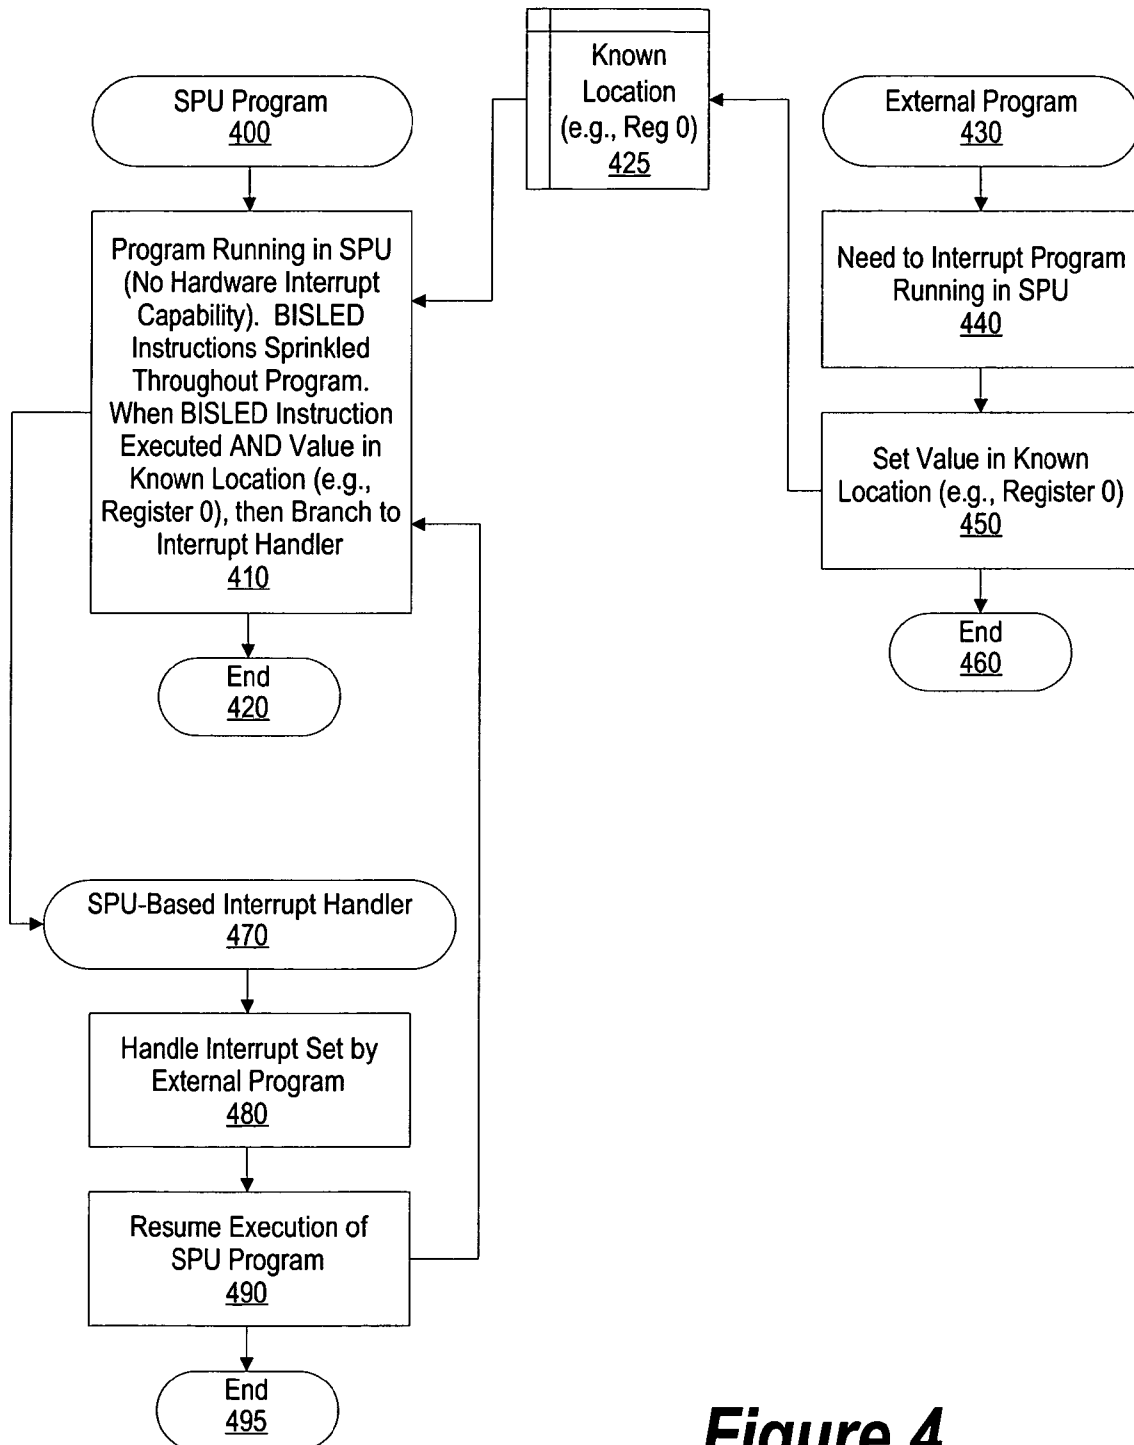 SPU Program
400
Program Running in SPU
(No Hardware Interrupt
Capability). BISLED
Instructions Sprinkled
Throughout Program.
When BISLED Instruction
Executed AND Value in
Known Location (e.g.,
Register 0), then Branch to
Interrupt Handler
410
End
420
Known
Location
(e.g., Reg 0)
425
External Program
430
Need to Interrupt Program
Running in SPU
440
Set Value in Known
Location (e.g., Register 0)
450
End
460
SPU-Based Interrupt Handler
470
Handle Interrupt Set by
External Program
480
Resume Execution of
SPU Program
490
End
495
Figure 4